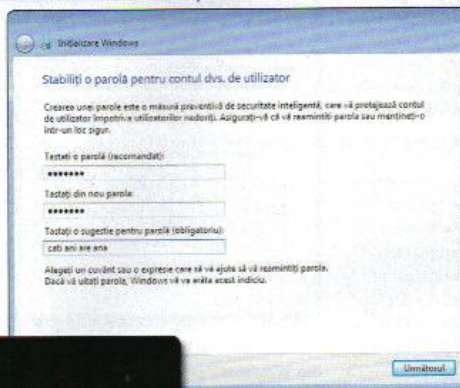 Inițializare Windows
Stabiliți o parolă pentru contul dvs. de utilizator
Crearea unei parole este o măsură preventivă de securitate inteligentă, care vă protejează contul
de utilizator împotriva utilizatorilor nedoriți. Asigurați-vă că vă reamintiți parola sau mențineți-o
într-un loc sigur.
Tastați o parolă (recomandat):
•••••••
Tastați din nou parola:
•••••••
Tastați o sugestie pentru parolă (obligatoriu):
cati ani are ana
Alegeți un cuvânt sau o expresie care să vă ajute să vă reamintiți parola.
Dacă vă uitați parola, Windows vă va arăta acest indiciu.
Următorul